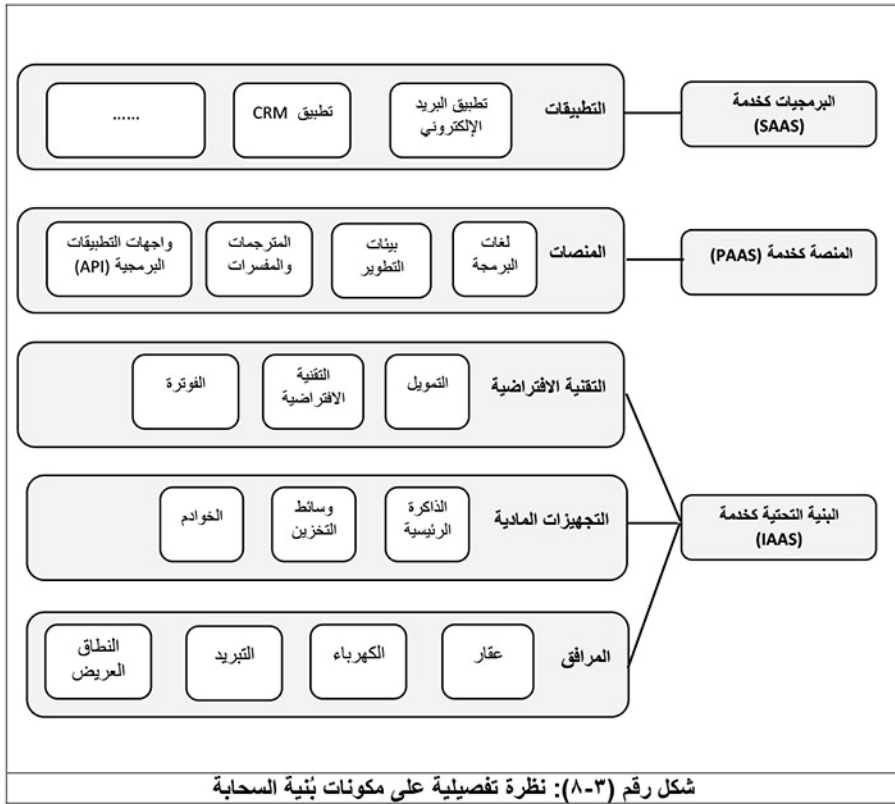 البرمجيات كخدمة
(SAAS)
التطبيقات
تطبيق البريد
الإلكتروني
تطبيق CRM
......
المنصة كخدمة (PAAS)
المنصات
لغات
البرمجة
بيئات
التطوير
المترجمات
والمفسرات
واجهات التطبيقات
البرمجية (API)
البنية التحتية كخدمة
(IAAS)
التقنية الافتراضية
التمويل
التقنية
الافتراضية
الفوترة
التجهيزات المادية
الذاكرة
الرئيسية
وسائط
التخزين
الخوادم
المرافق
عقار
الكهرباء
التبريد
النطاق
العريض
شكل رقم (٣-٨): نظرة تفصيلية على مكونات بُنية السحابة